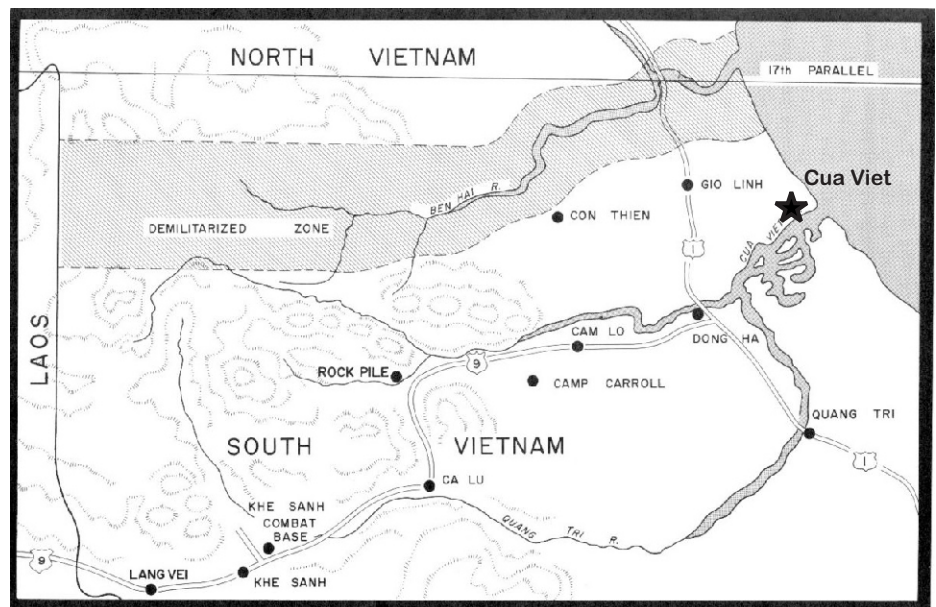 NORTH VIETNAM
17th PARALLEL
Cua Viet
GIO LINH
BEN HAI R.
CON THIEN
DEMILITARIZED ZONE
CUA VIET
1
LAOS
CAM LO
DONG HA
9
ROCK PILE
CAMP CARROLL
QUANG TRI
SOUTH VIETNAM
1
CA LU
KHE SANH
COMBAT
BASE
QUANG TRI R.
9
LANG VEI
KHE SANH